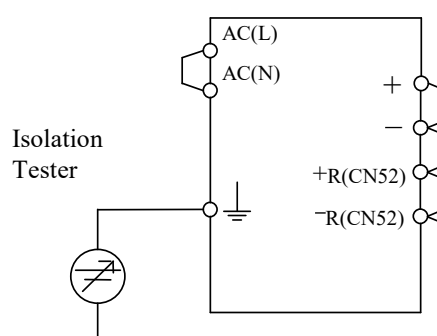 AC(L)
AC(N)
+
−
Isolation
Tester
+R(CN52)
−R(CN52)